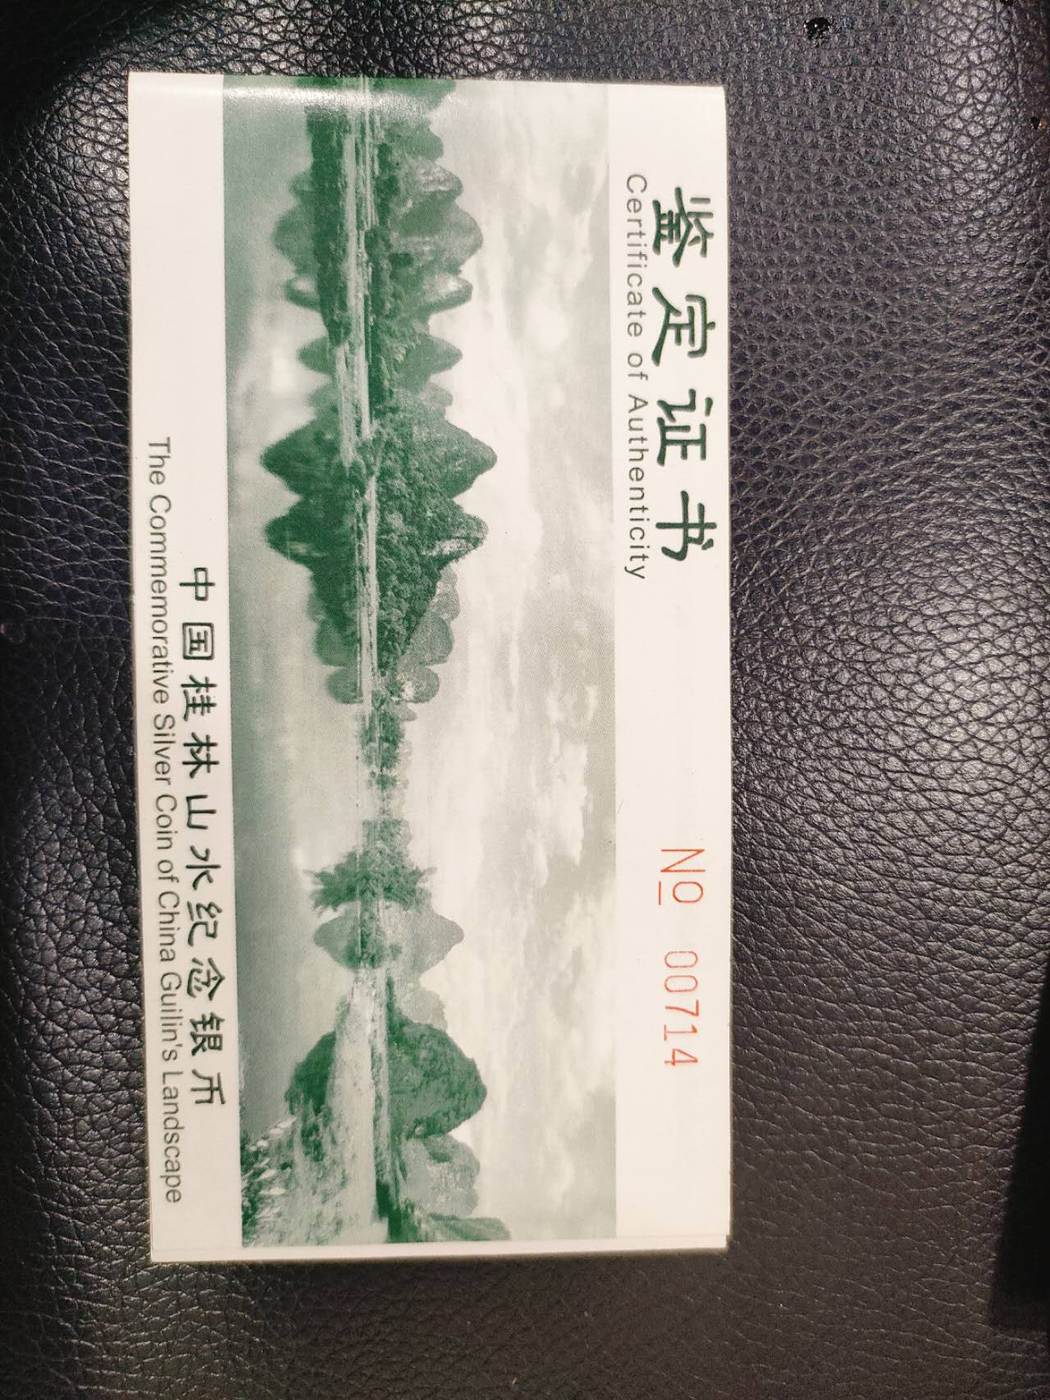 鉴定证书
Certificate of Authenticity
No 00714
中国桂林山水纪念银币
The Commemorative Silver Coin of China Guilin's Landscape